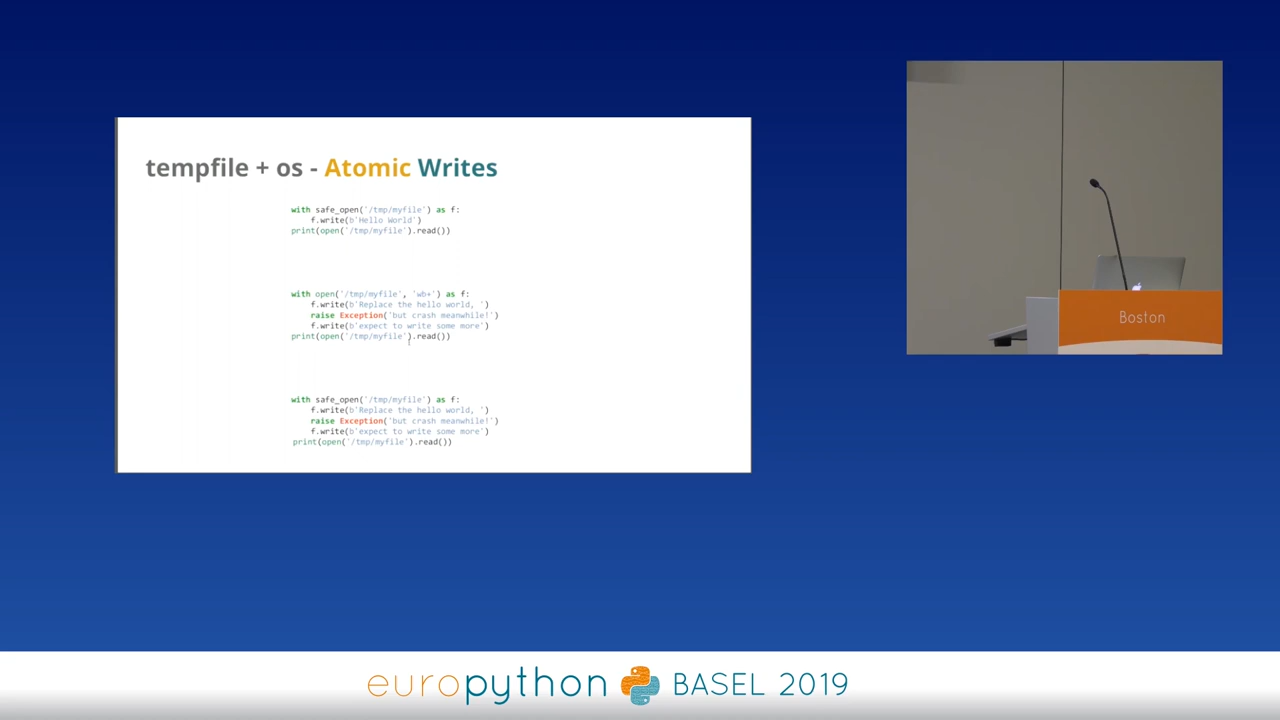 tempfile + os - Atomic Writes
with safe_open('/tmp/myfile') as f:
f.write(b'Hello World')
print(open('/tmp/myfile').read())
with open('/tmp/myfile', 'wb+') as f:
f.write(b'Replace the hello world, ')
raise Exception('but crash meanwhile!')
f.write(b'expect to write some more')
print(open('/tmp/myfile').read())
with safe_open('/tmp/myfile') as f:
f.write(b'Replace the hello world, ')
raise Exception('but crash meanwhile!')
f.write(b'expect to write some more')
print(open('/tmp/myfile').read())
Boston
europython BASEL 2019